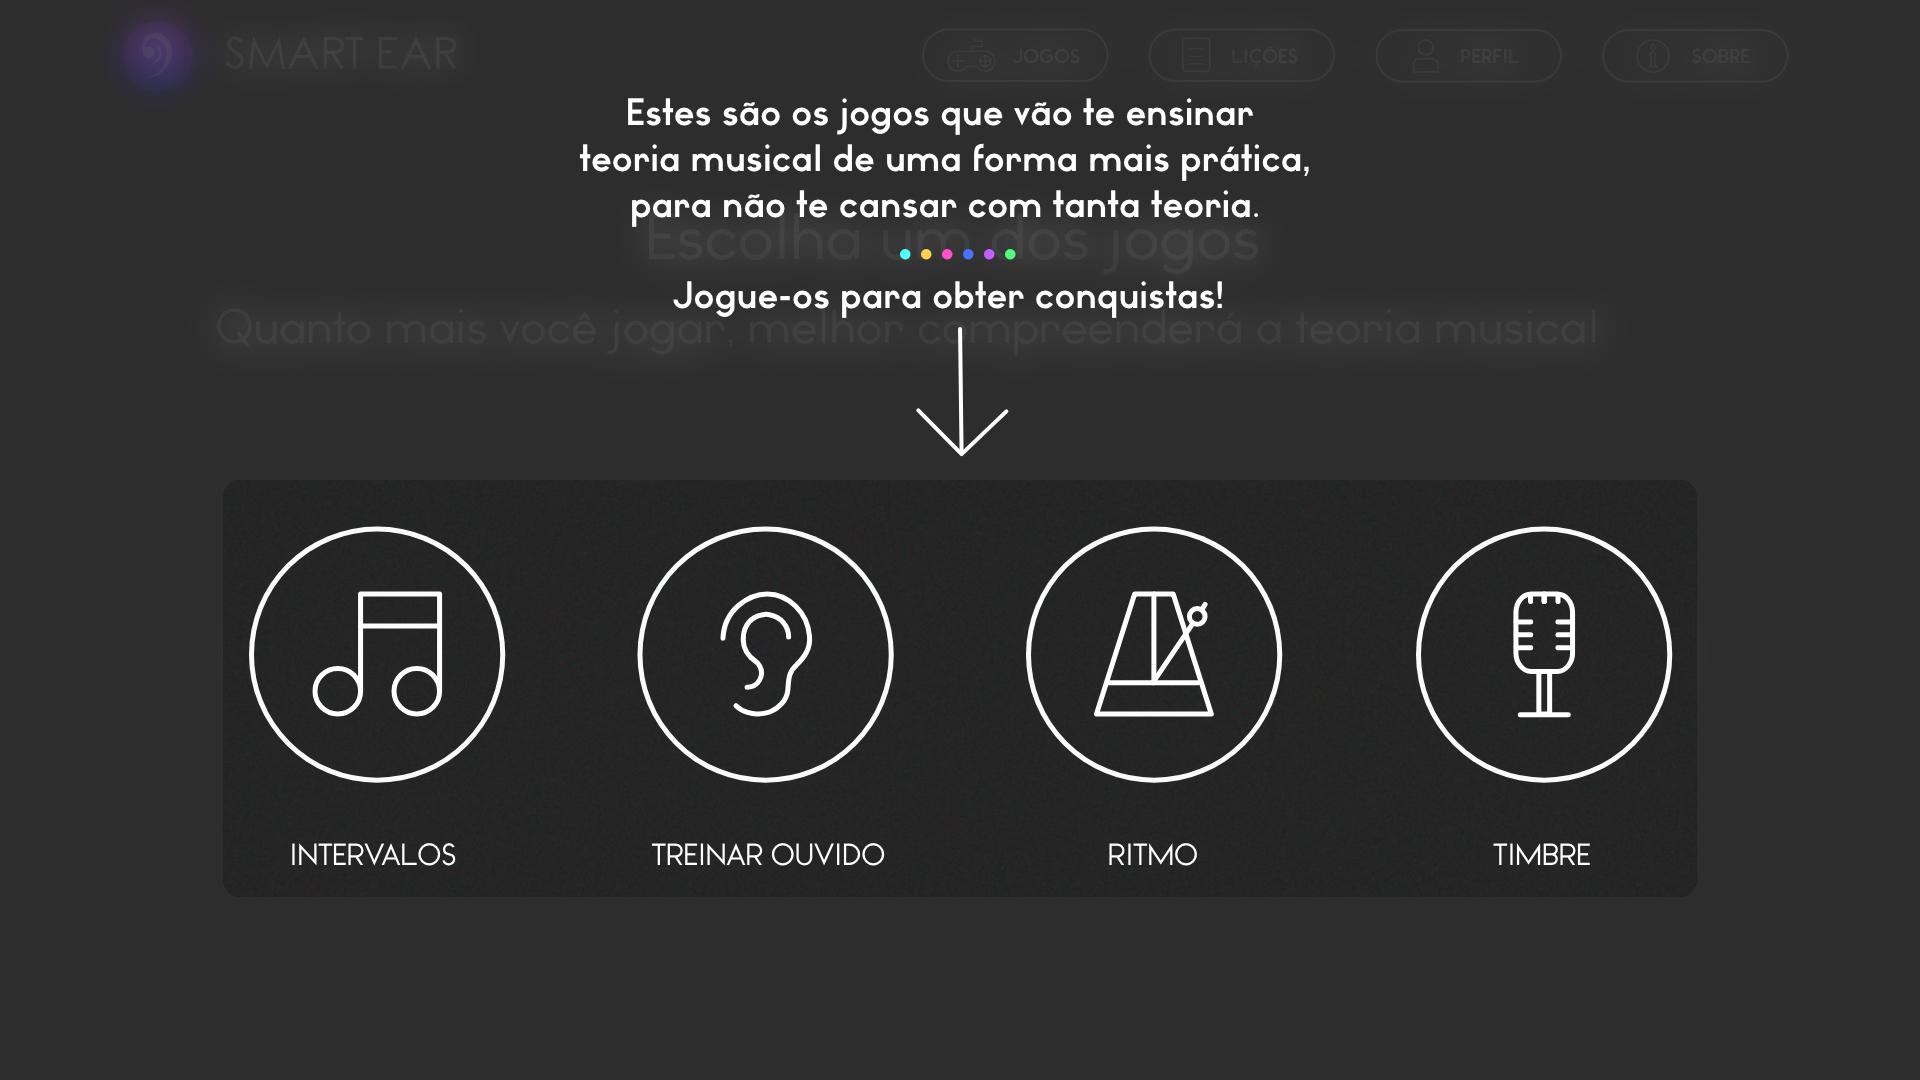 SMART EAR
JOGOS
LIÇÕES
PERFIL
SOBRE
Estes são os jogos que vão te ensinar
teoria musical de uma forma mais prática,
para não te cansar com tanta teoria.
Escolha um dos jogos
Jogue-os para obter conquistas!
Quanto mais você jogar, melhor compreenderá a teoria musical
INTERVALOS
TREINAR OUVIDO
RITMO
TIMBRE